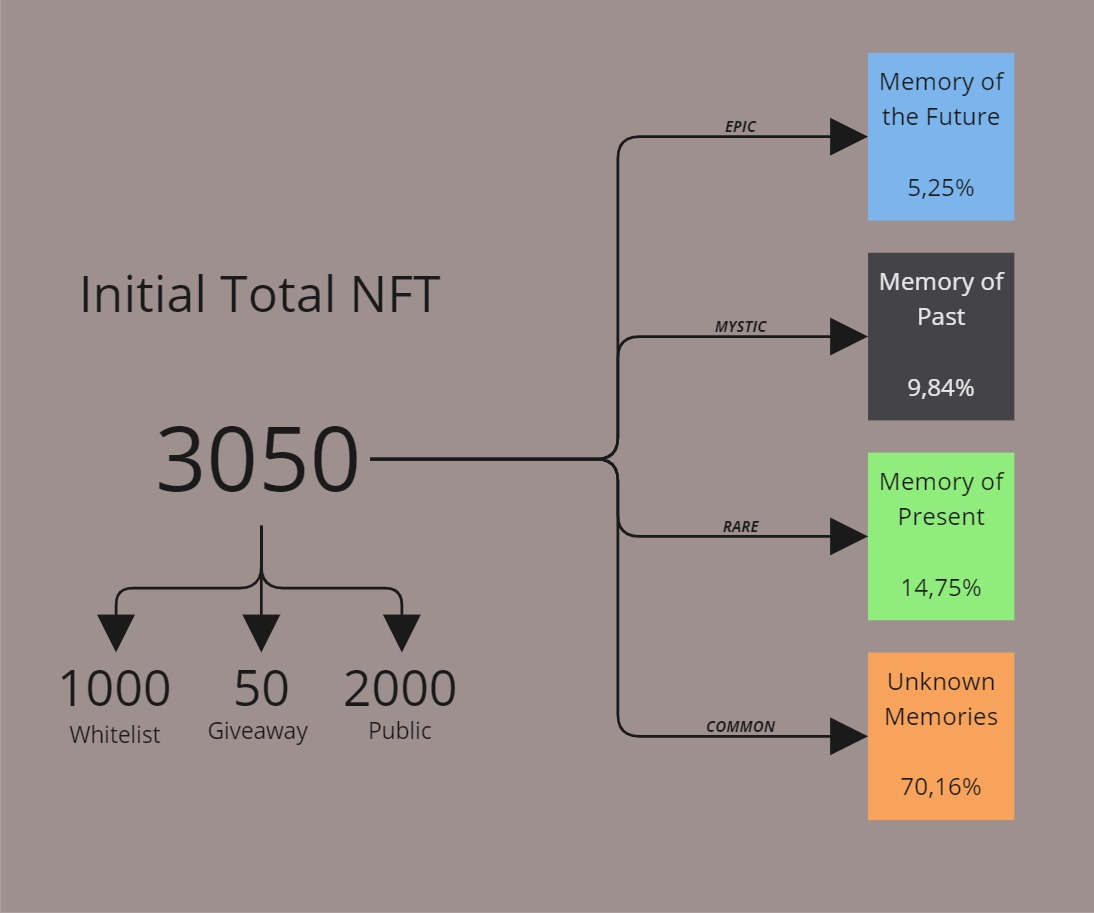 Initial Total NFT
3050
1000
Whitelist
50
Giveaway
2000
Public
EPIC
Memory of
the Future
5,25%
MYSTIC
Memory of
Past
9,84%
RARE
Memory of
Present
14,75%
COMMON
Unknown
Memories
70,16%